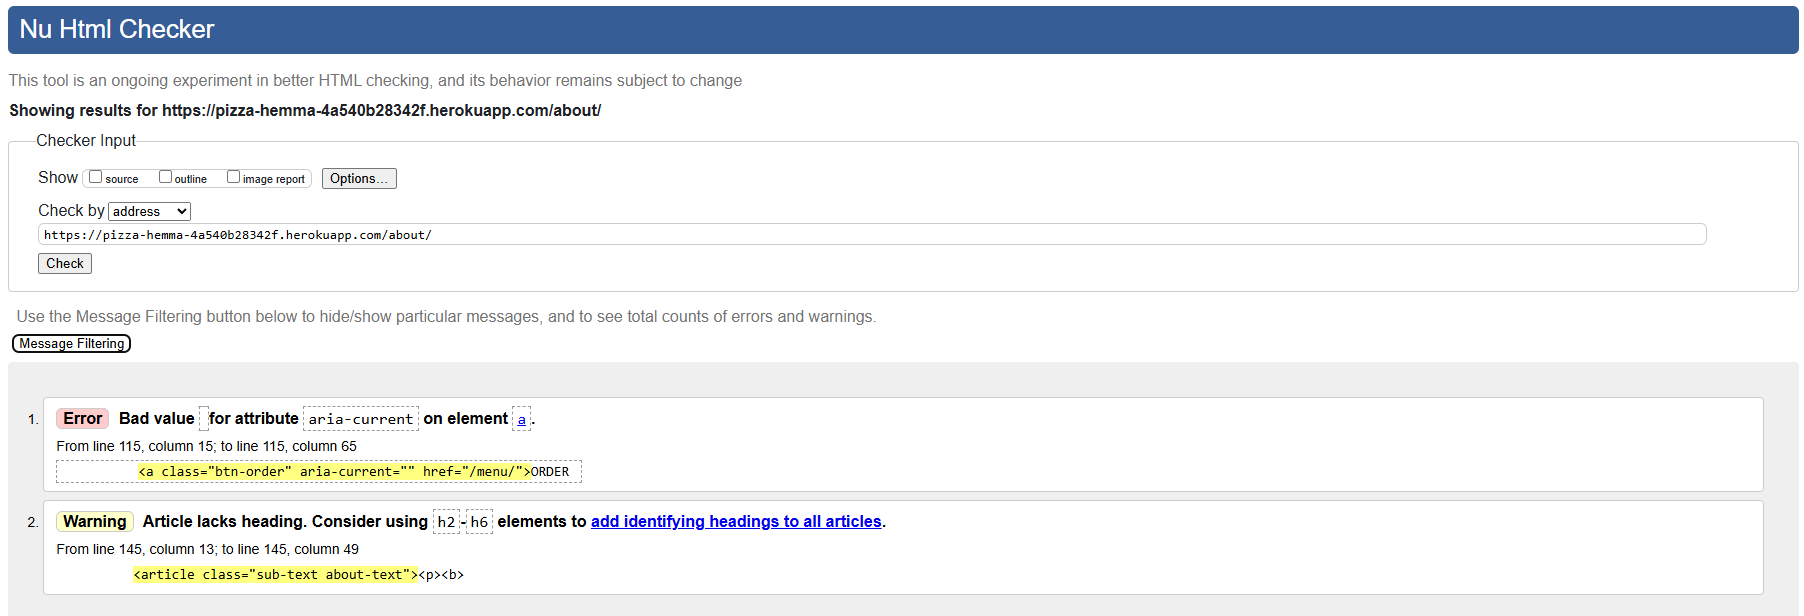 Nu Html Checker
This tool is an ongoing experiment in better HTML checking, and its behavior remains subject to change
Showing results for https://pizza-hemma-4a540b28342f.herokuapp.com/about/
Checker Input
Show source outline image report Options...
Check by address
https://pizza-hemma-4a540b28342f.herokuapp.com/about/
Check
Use the Message Filtering button below to hide/show particular messages, and to see total counts of errors and warnings.
Message Filtering
1. Error Bad value for attribute aria-current on element a.
From line 115, column 15; to line 115, column 65
<a class="btn-order" aria-current="" href="/menu/">ORDER
2. Warning Article lacks heading. Consider using h2-h6 elements to add identifying headings to all articles.
From line 145, column 13; to line 145, column 49
<article class="sub-text about-text"><p><b>